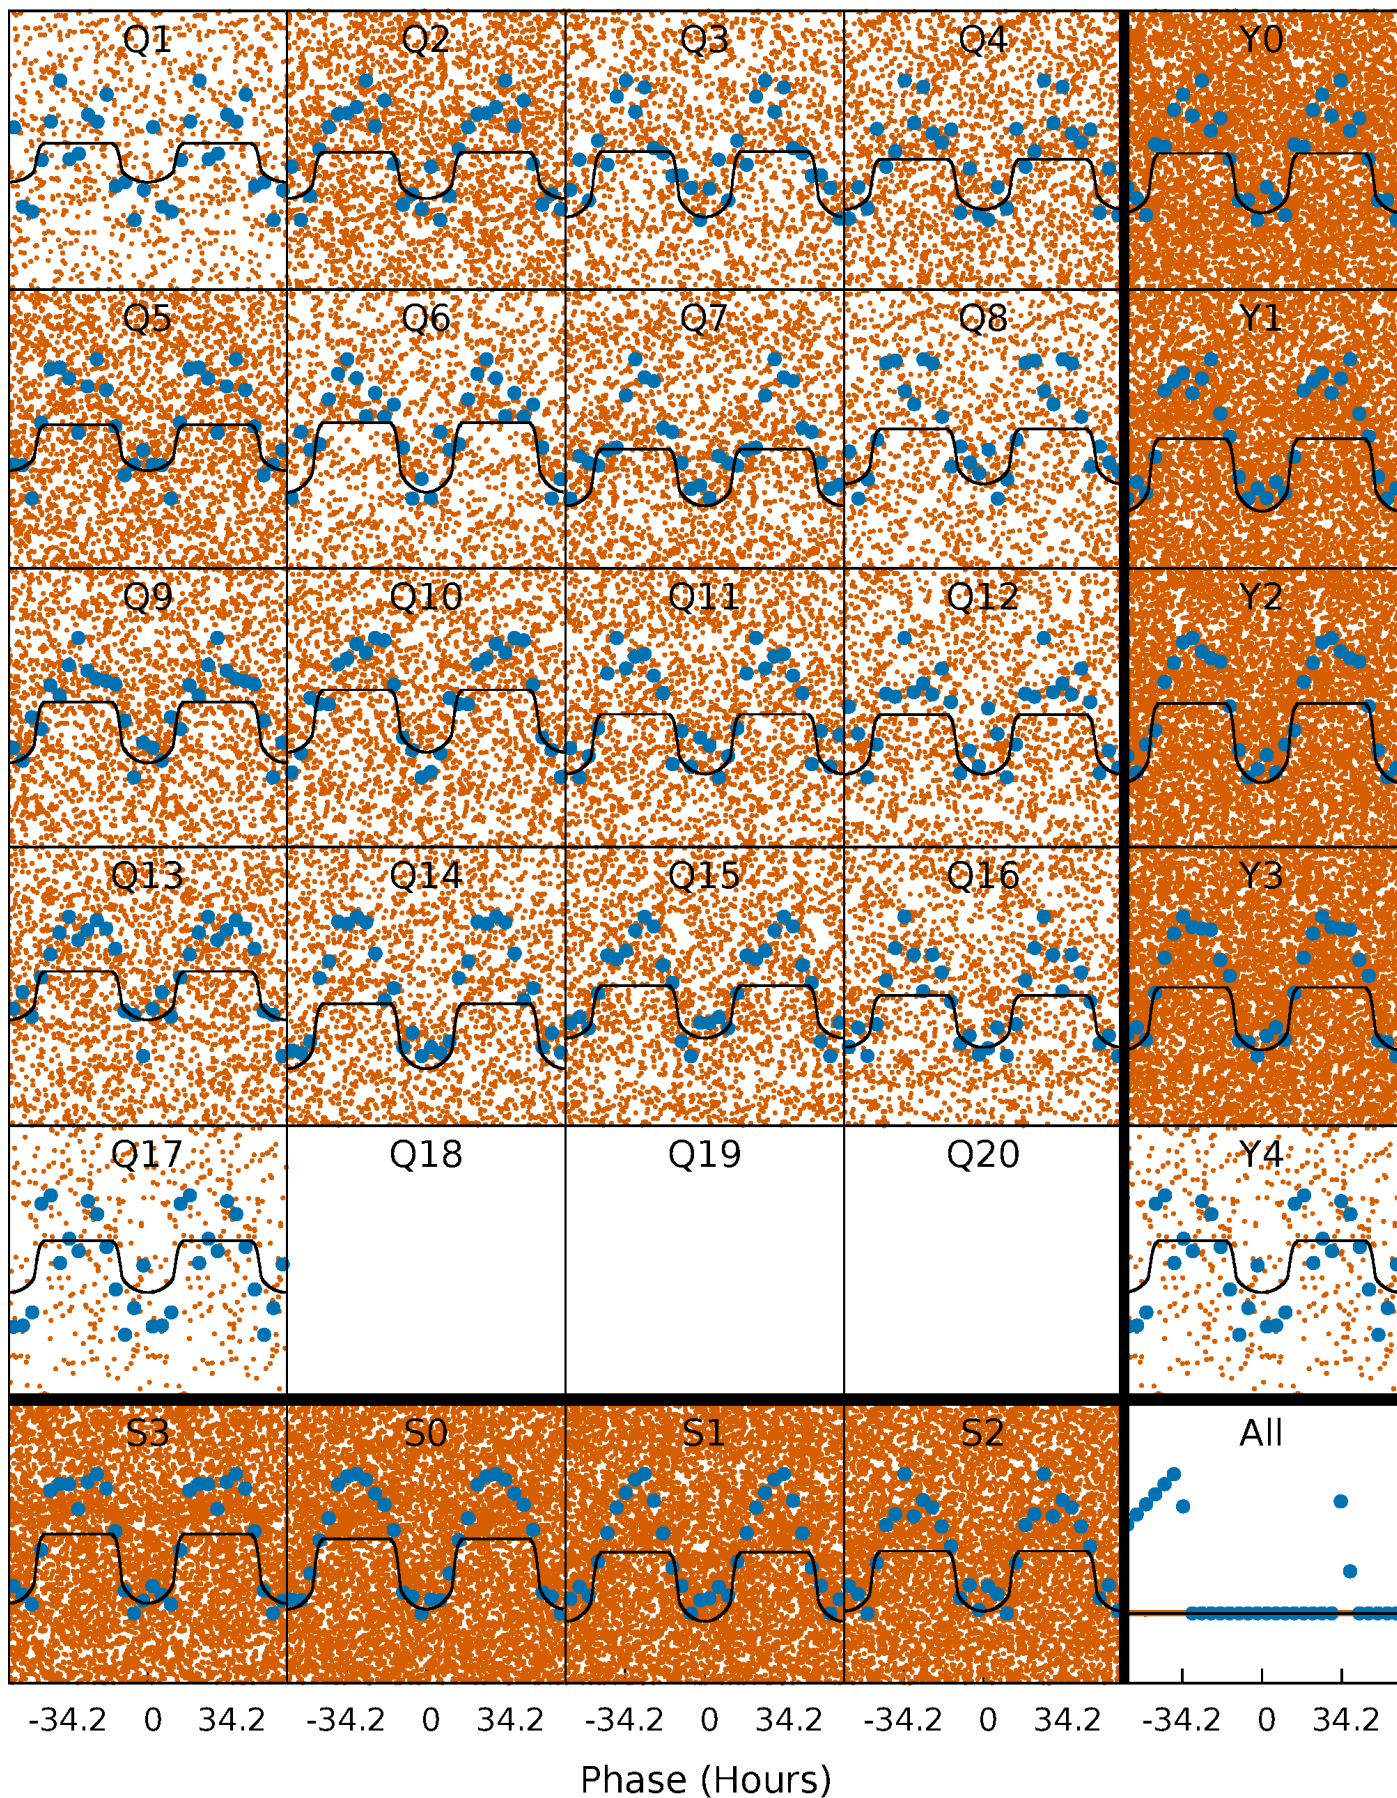 Q1 Q2 Q3 Q4 Y0
Q5 Q6 Q7 Q8 Y1
Q9 Q10 Q11 Q12 Y2
Q13 Q14 Q15 Q16 Y3
Q17 Q18 Q19 Q20 Y4
S3 S0 S1 S2 All
-34.2 0 34.2 -34.2 0 34.2 -34.2 0 34.2 -34.2 0 34.2 -34.2 0 34.2
Phase (Hours)